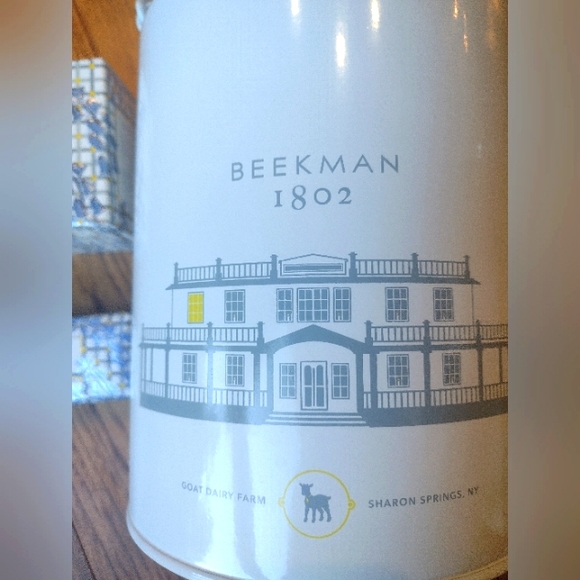 BEEKMAN
1802
GOAT DAIRY FARM SHARON SPRINGS, NY